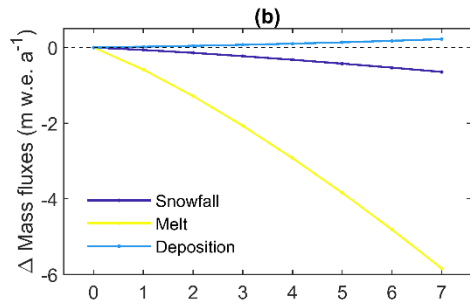 (b)
Δ Mass fluxes (m w.e. a-1)
0
-2
-4
-6
Snowfall
Melt
Deposition
0 1 2 3 4 5 6 7